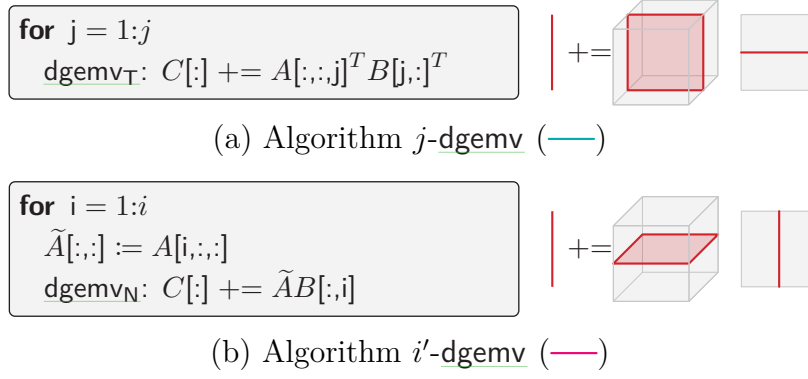 for j = 1:j
dgemv_T: C[:] += A[:,:,j]^T B[j,:]^T
+=
(a) Algorithm j-dgemv (—)
for i = 1:i
Ã[:,:] := A[i,:,:]
dgemv_N: C[:] += ÃB[:,i]
+=
(b) Algorithm i′-dgemv (—)